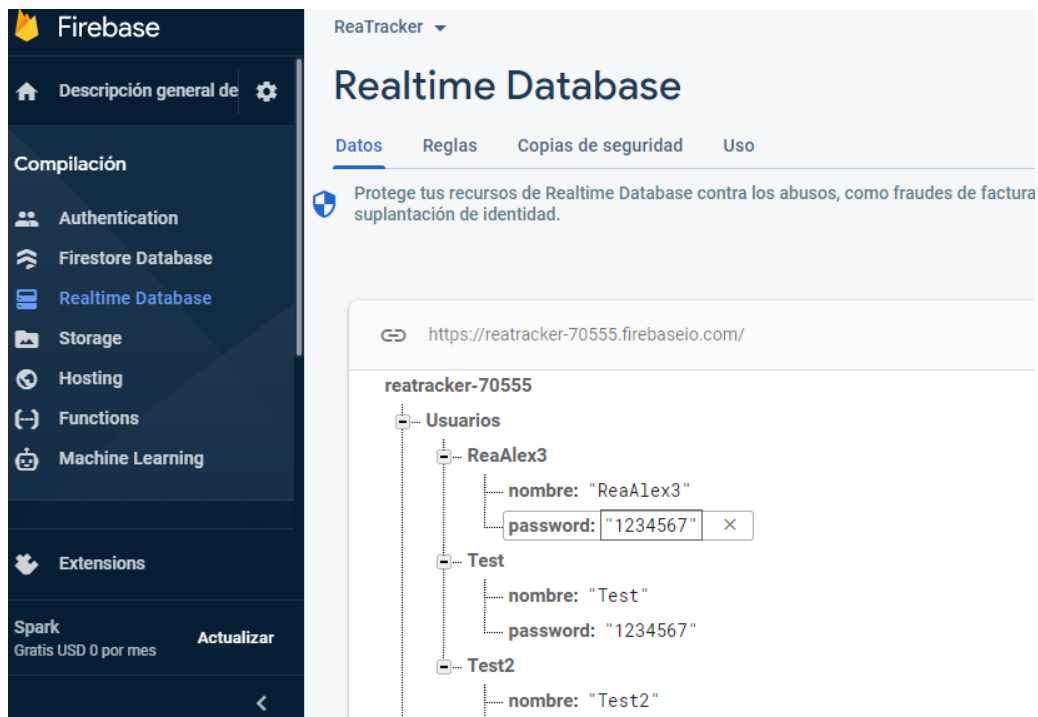 Firebase
Descripción general de
Compilación
Authentication
Firestore Database
Realtime Database
Storage
Hosting
Functions
Machine Learning
Extensions
Spark
Gratis USD 0 por mes
Actualizar
ReaTracker
Realtime Database
Datos Reglas Copias de seguridad Uso
Protege tus recursos de Realtime Database contra los abusos, como fraudes de factura
suplantación de identidad.
https://reatracker-70555.firebaseio.com/
reatracker-70555
Usuarios
ReaAlex3
nombre: "ReaAlex3"
password: "1234567" ×
Test
nombre: "Test"
password: "1234567"
Test2
nombre: "Test2"